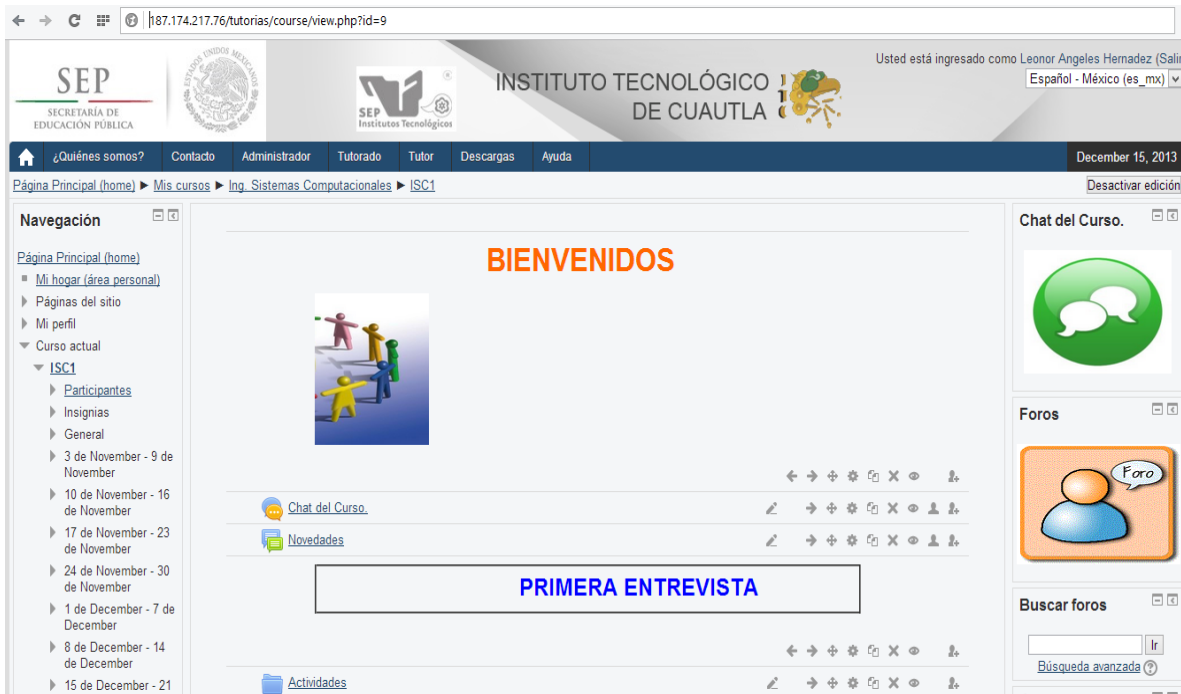 187.174.217.76/tutorias/course/view.php?id=9
Usted está ingresado como Leonor Angeles Hernadez (Salir
Español - México (es_mx)
SEP
SECRETARÍA DE
EDUCACIÓN PÚBLICA
ESTADOS UNIDOS MEXICANOS
SEP
Institutos Tecnológicos
INSTITUTO TECNOLÓGICO
DE CUAUTLA
¿Quiénes somos? Contacto Administrador Tutorado Tutor Descargas Ayuda December 15, 2013
Página Principal (home) ► Mis cursos ► Ing. Sistemas Computacionales ► ISC1
Desactivar edición
Navegación
Página Principal (home)
Mi hogar (área personal)
Páginas del sitio
Mi perfil
Curso actual
ISC1
Participantes
Insignias
General
3 de November - 9 de
November
10 de November - 16
de November
17 de November - 23
de November
24 de November - 30
de November
1 de December - 7 de
December
8 de December - 14
de December
15 de December - 21
BIENVENIDOS
Chat del Curso.
Novedades
PRIMERA ENTREVISTA
Actividades
Chat del Curso.
Foros
Foro
Buscar foros
Ir
Búsqueda avanzada